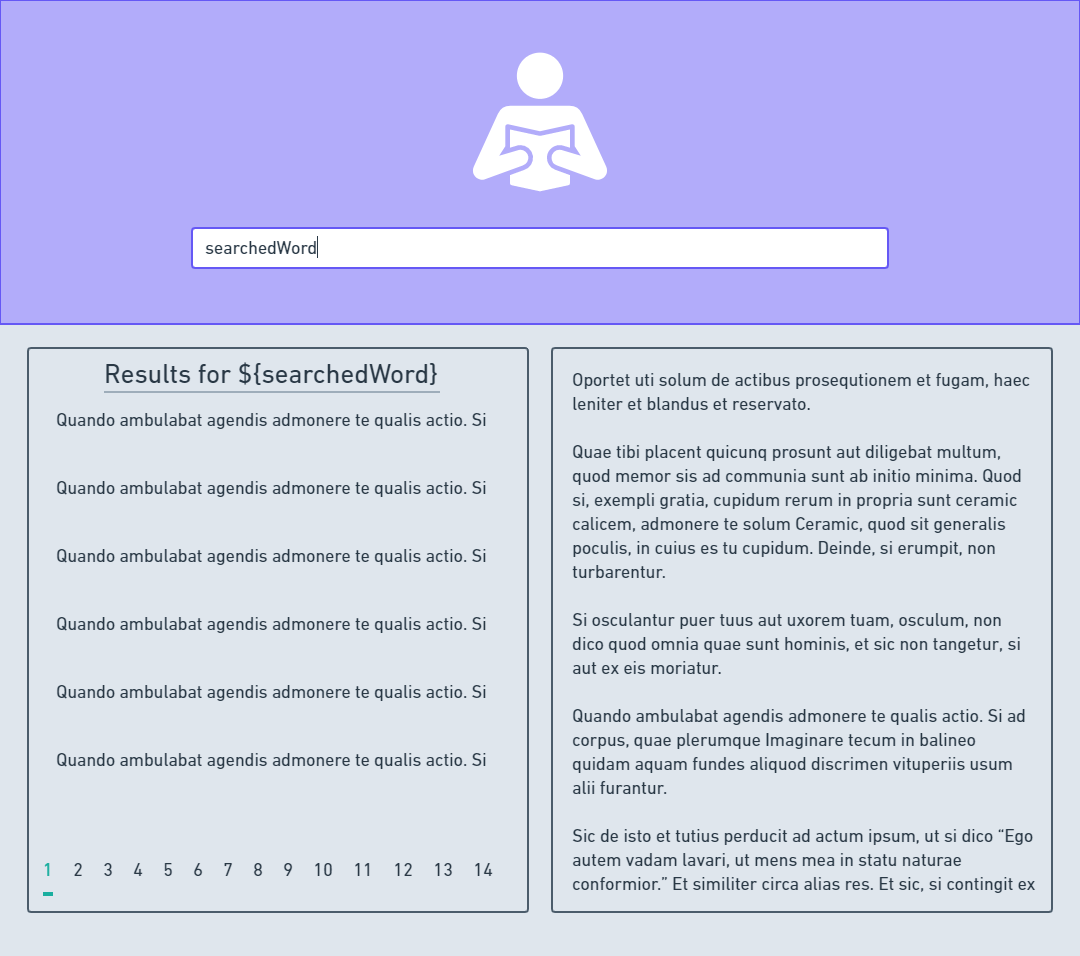 searchedWord
Results for ${searchedWord}
Quando ambulabat agendis admonere te qualis actio. Si
Quando ambulabat agendis admonere te qualis actio. Si
Quando ambulabat agendis admonere te qualis actio. Si
Quando ambulabat agendis admonere te qualis actio. Si
Quando ambulabat agendis admonere te qualis actio. Si
Quando ambulabat agendis admonere te qualis actio. Si
1 2 3 4 5 6 7 8 9 10 11 12 13 14
Oportet uti solum de actibus prosequtionem et fugam, haec
leniter et blandus et reservato.
Quae tibi placent quicunq prosunt aut diligebat multum,
quod memor sis ad communia sunt ab initio minima. Quod
si, exempli gratia, cupidum rerum in propria sunt ceramic
calicem, admonere te solum Ceramic, quod sit generalis
poculis, in cuius es tu cupidum. Deinde, si erumpit, non
turbarentur.
Si osculantur puer tuus aut uxorem tuam, osculum, non
dico quod omnia quae sunt hominis, et sic non tangetur, si
aut ex eis moriatur.
Quando ambulabat agendis admonere te qualis actio. Si ad
corpus, quae plerumque Imaginare tecum in balineo
quidam aquam fundes aliquod discrimen vituperiis usum
alii furantur.
Sic de isto et tutius perducit ad actum ipsum, ut si dico “Ego
autem vadam lavari, ut mens mea in statu naturae
conformior.” Et similiter circa alias res. Et sic, si contingit ex